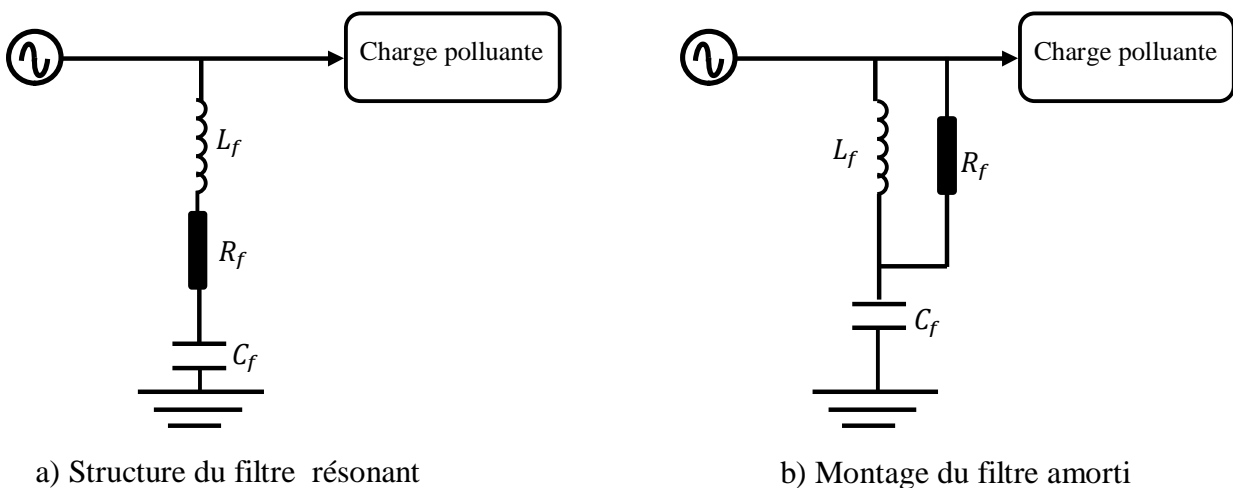 Charge polluante
L_f
R_f
C_f
a) Structure du filtre résonant
Charge polluante
L_f
R_f
C_f
b) Montage du filtre amorti